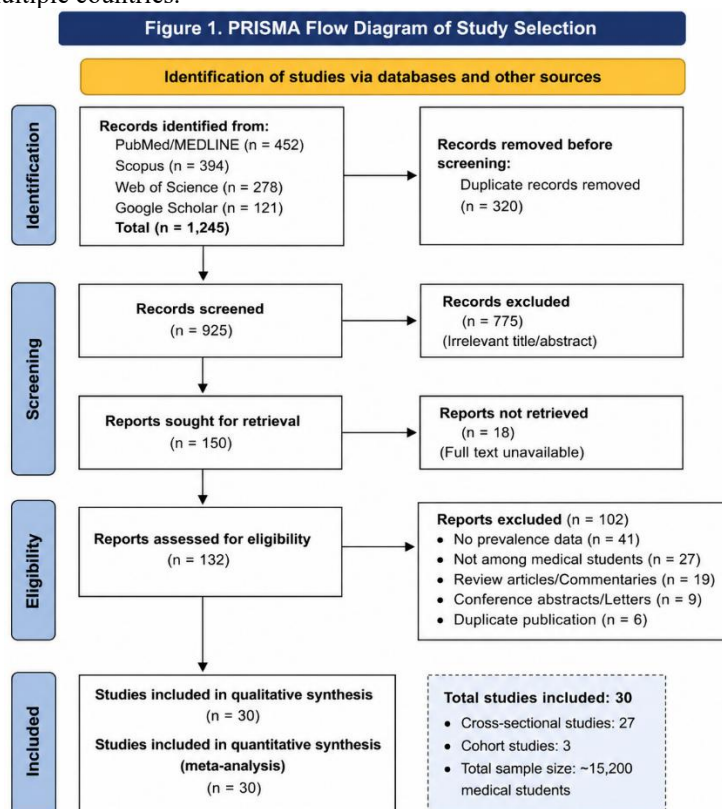 multiple countries.
Figure 1. PRISMA Flow Diagram of Study Selection
Identification of studies via databases and other sources
Identification
Records identified from:
PubMed/MEDLINE (n = 452)
Scopus (n = 394)
Web of Science (n = 278)
Google Scholar (n = 121)
Total (n = 1,245)
Records removed before
screening:
Duplicate records removed
(n = 320)
Screening
Records screened
(n = 925)
Records excluded
(n = 775)
(Irrelevant title/abstract)
Reports sought for retrieval
(n = 150)
Reports not retrieved
(n = 18)
(Full text unavailable)
Eligibility
Reports assessed for eligibility
(n = 132)
Reports excluded (n = 102)
• No prevalence data (n = 41)
• Not among medical students (n = 27)
• Review articles/Commentaries (n = 19)
• Conference abstracts/Letters (n = 9)
• Duplicate publication (n = 6)
Included
Studies included in qualitative synthesis
(n = 30)
Studies included in quantitative synthesis
(meta-analysis)
(n = 30)
Total studies included: 30
• Cross-sectional studies: 27
• Cohort studies: 3
• Total sample size: ~15,200
medical students